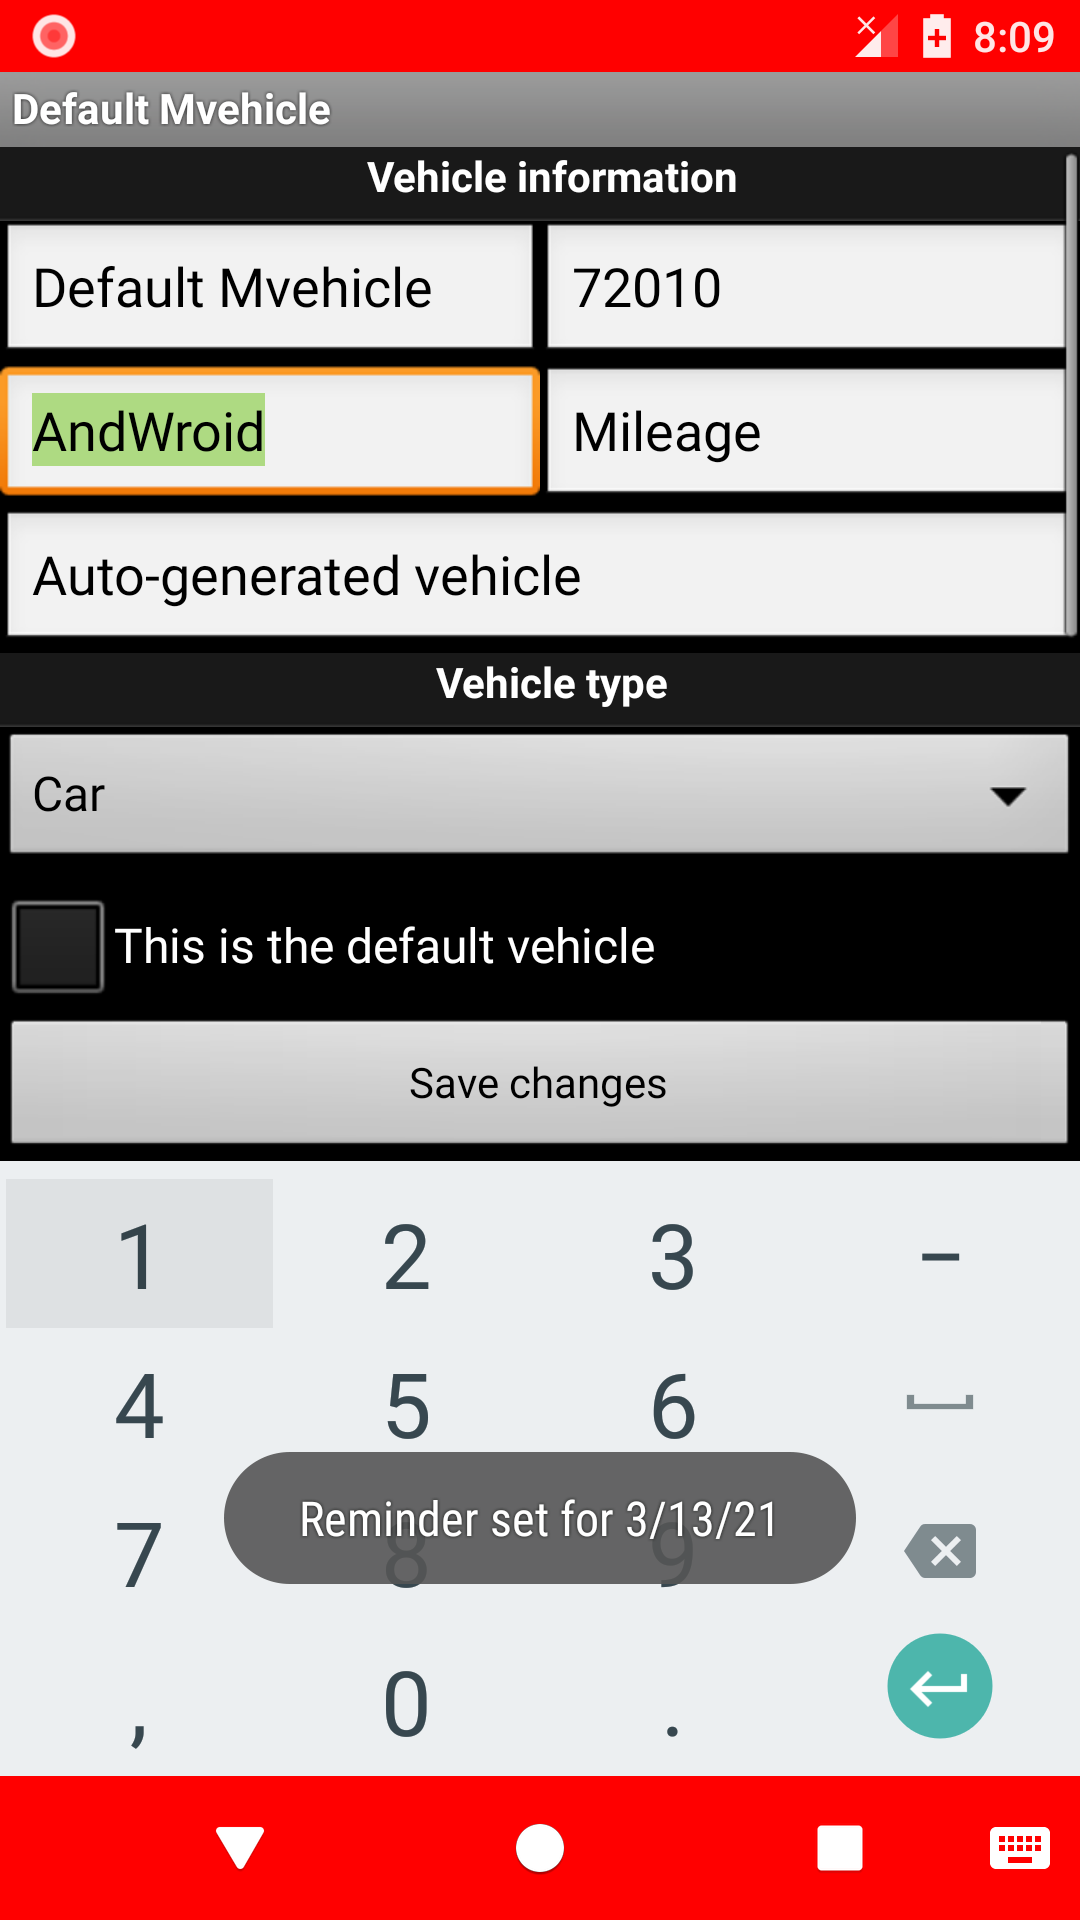 8:09
Default Mvehicle
Vehicle information
Default Mvehicle 72010
AndWroid Mileage
Auto-generated vehicle
Vehicle type
Car
This is the default vehicle
Save changes
1 2 3 –
4 5 6
7 8 9
Reminder set for 3/13/21
, 0 .